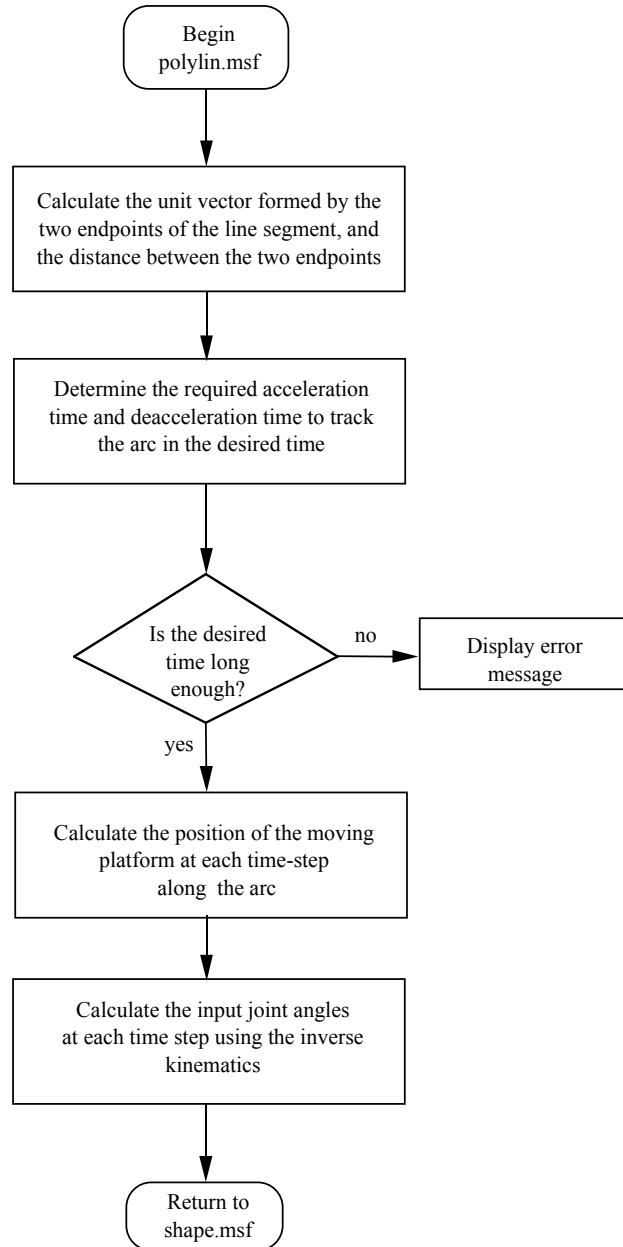 Begin
polylin.msf
Calculate the unit vector formed by the
two endpoints of the line segment, and
the distance between the two endpoints
Determine the required acceleration
time and deacceleration time to track
the arc in the desired time
Is the desired
time long
enough?
no
Display error
message
yes
Calculate the position of the moving
platform at each time-step
along the arc
Calculate the input joint angles
at each time step using the inverse
kinematics
Return to
shape.msf